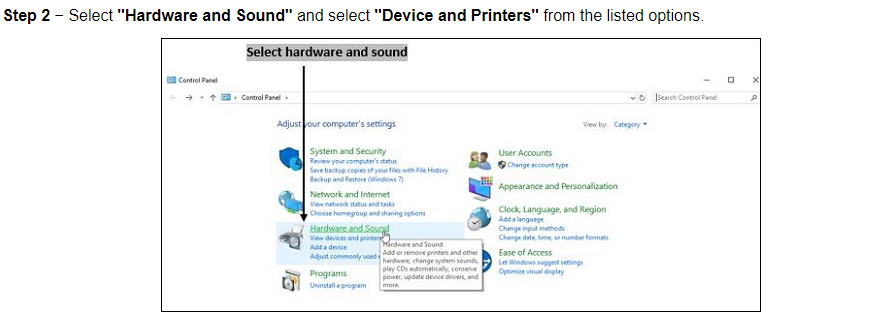 Step 2 − Select "Hardware and Sound" and select "Device and Printers" from the listed options.
Select hardware and sound
Control Panel
Control Panel
Search Control Panel
Adjust your computer's settings
View by: Category
System and Security
Review your computer's status
Save backup copies of your files with File History
Backup and Restore (Windows 7)
Network and Internet
View network status and tasks
Choose homegroup and sharing options
Hardware and Sound
View devices and printers
Add a device
Adjust commonly used
Hardware and Sound
Add or remove printers and other
hardware, change system sounds,
play CDs automatically, conserve
power, update device drivers, and
more.
Programs
Uninstall a program
User Accounts
Change account type
Appearance and Personalization
Clock, Language, and Region
Add a language
Change input methods
Change date, time, or number formats
Ease of Access
Let Windows suggest settings
Optimize visual display